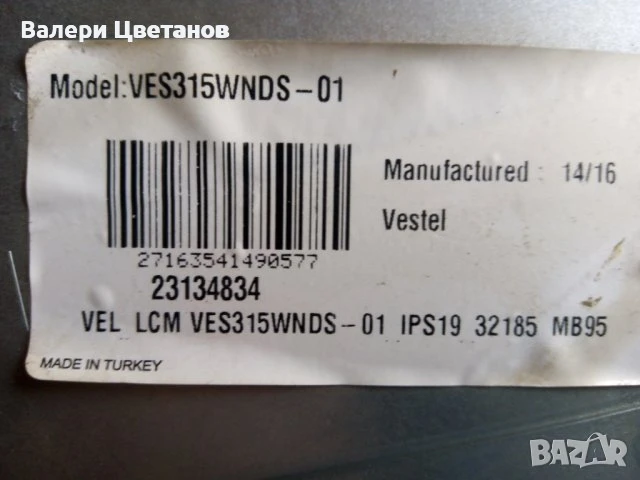 Валери Цветанов
Model:VES315WNDS-01
Manufactured : 14/16
Vestel
27163541490577
23134834
VEL LCM VES315WNDS-01 IPS19 32185 MB95
MADE IN TURKEY
BAZAR